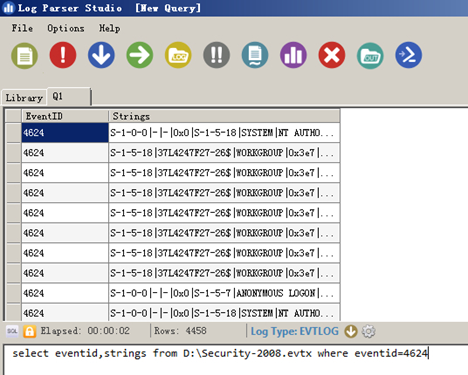 Log Parser Studio [New Query]
File Options Help
LOG
OUT
Library Q1
EventID Strings
4624 S-1-0-0|-|-|0x0|S-1-5-18|SYSTEM|NT AUTHO...
4624 S-1-5-18|37L4247F27-26$|WORKGROUP|0x3e7|...
4624 S-1-5-18|37L4247F27-26$|WORKGROUP|0x3e7|...
4624 S-1-5-18|37L4247F27-26$|WORKGROUP|0x3e7|...
4624 S-1-5-18|37L4247F27-26$|WORKGROUP|0x3e7|...
4624 S-1-5-18|37L4247F27-26$|WORKGROUP|0x3e7|...
4624 S-1-5-18|37L4247F27-26$|WORKGROUP|0x3e7|...
4624 S-1-5-18|37L4247F27-26$|WORKGROUP|0x3e7|...
4624 S-1-0-0|-|-|0x0|S-1-5-7|ANONYMOUS LOGON|...
4624 S-1-0-0|-|-|0x0|S-1-5-18|SYSTEM|NT AUTHO...
SQL Elapsed: 00:00:02 Rows: 4458 Log Type: EVTLOG
select eventid,strings from D:\Security-2008.evtx where eventid=4624